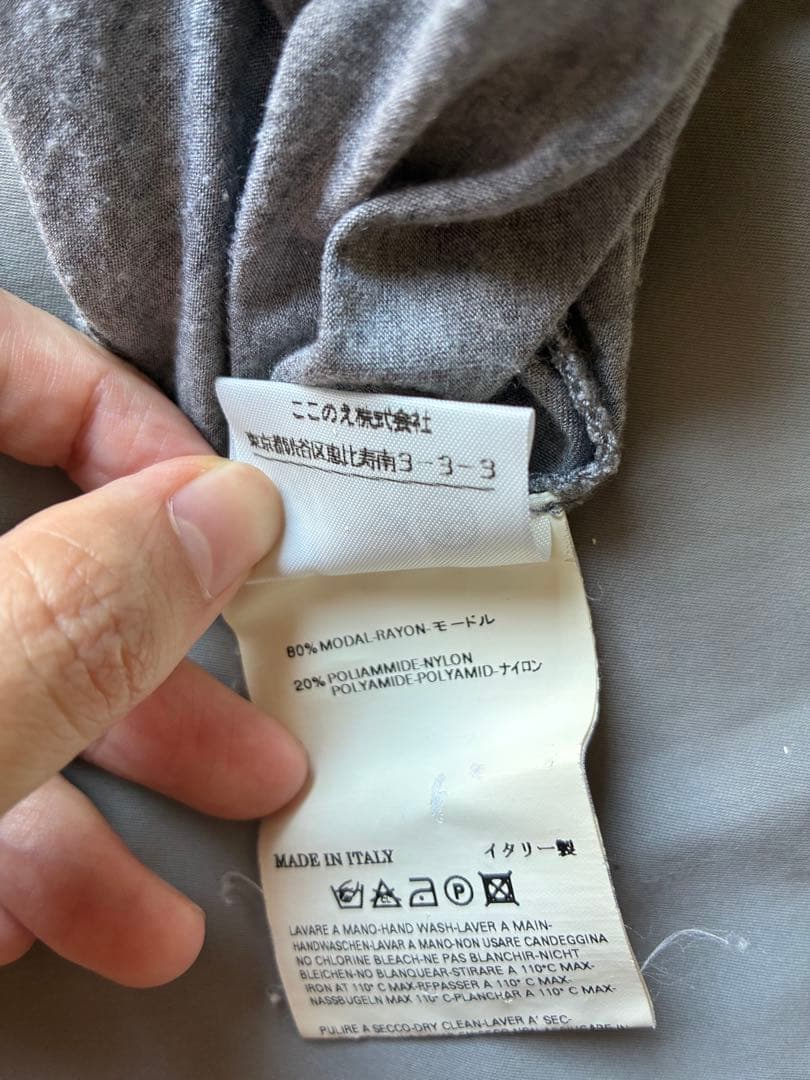 ここのえ株式会社
東京都渋谷区恵比寿南3-3-3
80% MODAL-RAYON-モードル
20% POLIAMMIDE-NYLON
POLYAMIDE-POLYAMID-ナイロン
MADE IN ITALY イタリー製
P
LAVARE A MANO-HAND WASH-LAVER A MAIN-
HANDWASCHEN-LAVAR A MANO-NON USARE CANDEGGINA
NO CHLORINE BLEACH-NE PAS BLANCHIR-NICHT
BLEICHEN-NO BLANQUEAR-STIRARE A 110°C MAX-
IRON AT 110° C MAX-REPASSER A 110° C MAX-
NASSBUGELN MAX 110° C-PLANCHAR A 110° C MAX-
PULIRE A SECCO-DRY CLEAN-LAVER A' SEC-